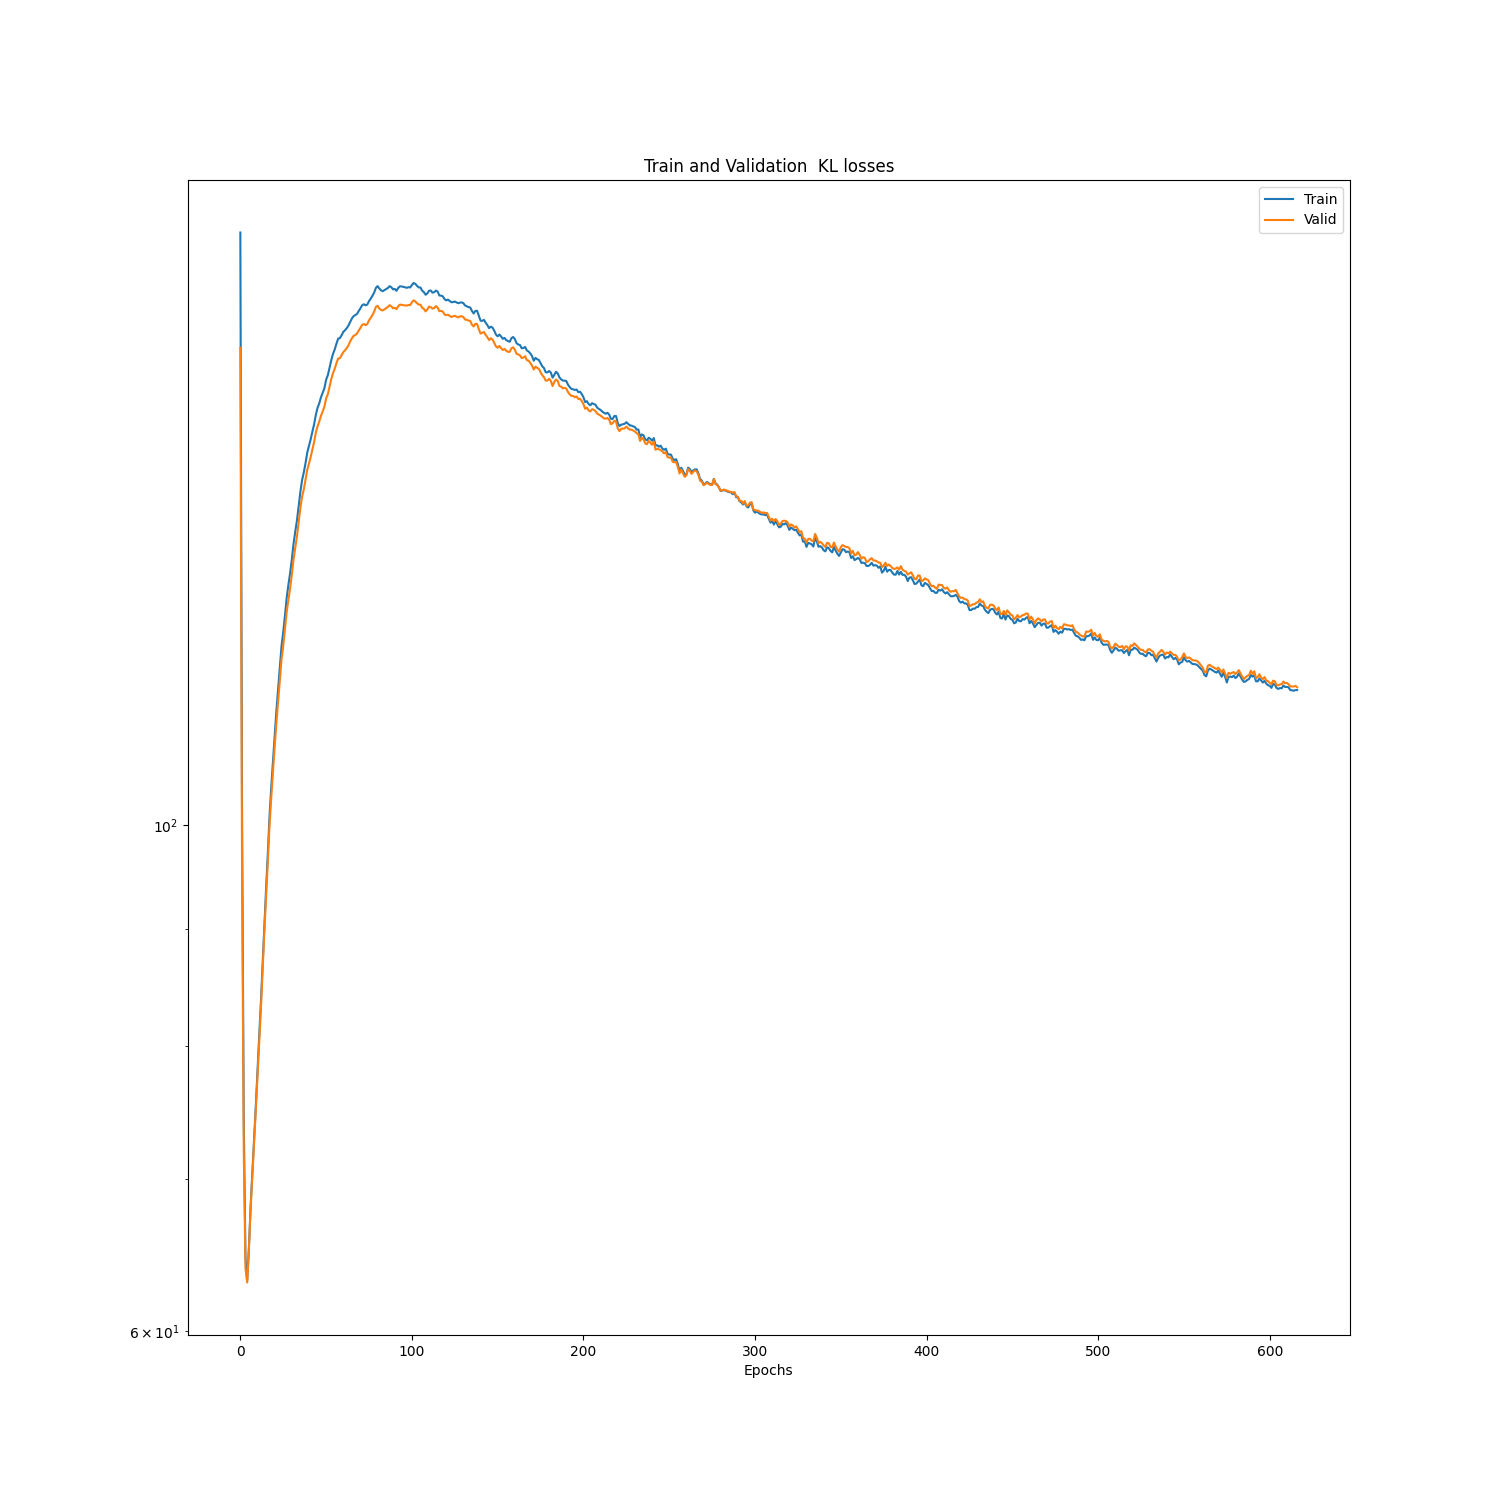 Train and Validation  KL losses
Train
Valid
10²
6 × 10¹
0 100 200 300 400 500 600
Epochs